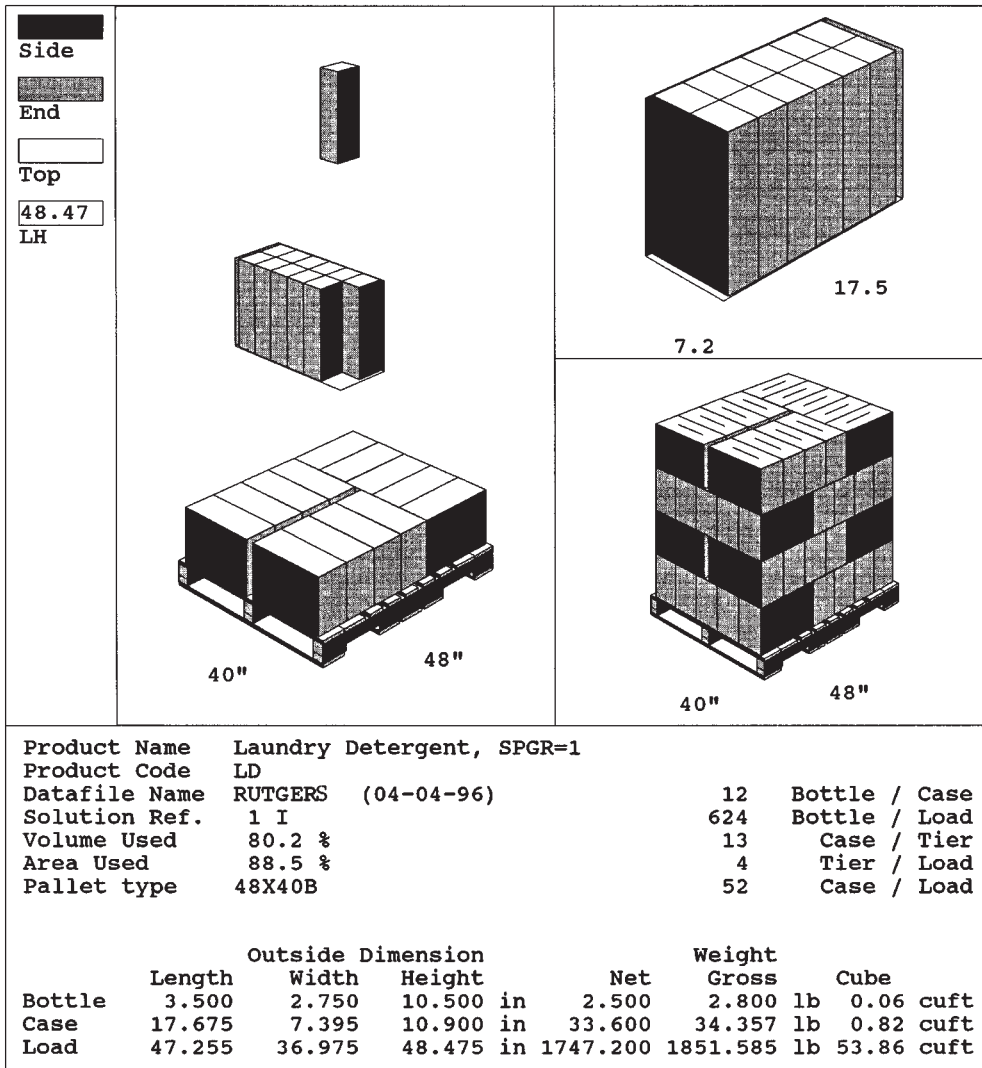 Side
End
Top
48.47
LH
17.5
7.2
40" 48"
40" 48"
Product Name Laundry Detergent, SPGR=1
Product Code LD
Datafile Name RUTGERS (04-04-96) 12 Bottle / Case
Solution Ref. 1 I 624 Bottle / Load
Volume Used 80.2 % 13 Case / Tier
Area Used 88.5 % 4 Tier / Load
Pallet type 48X40B 52 Case / Load
Outside Dimension Weight
Length Width Height Net Gross Cube
Bottle 3.500 2.750 10.500 in 2.500 2.800 lb 0.06 cuft
Case 17.675 7.395 10.900 in 33.600 34.357 lb 0.82 cuft
Load 47.255 36.975 48.475 in 1747.200 1851.585 lb 53.86 cuft